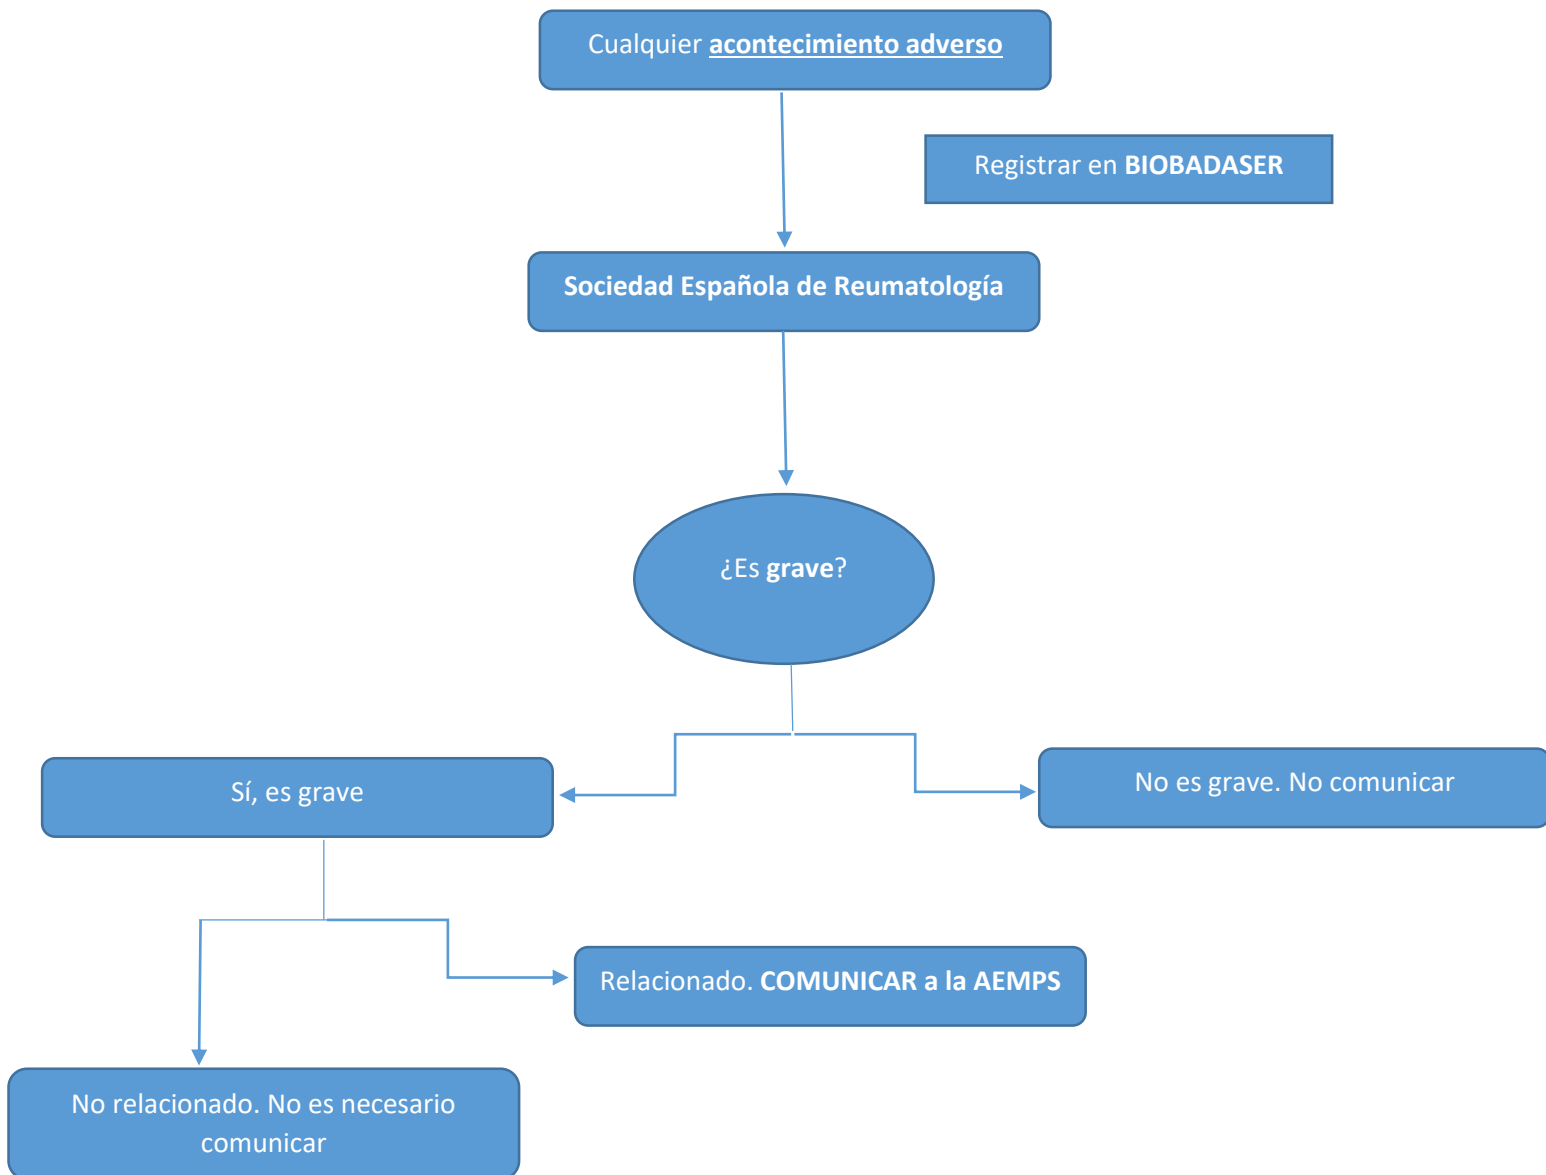 Cualquier acontecimiento adverso
Registrar en BIOBADASER
Sociedad Española de Reumatología
¿Es grave?
Sí, es grave
No es grave. No comunicar
Relacionado. COMUNICAR a la AEMPS
No relacionado. No es necesario
comunicar